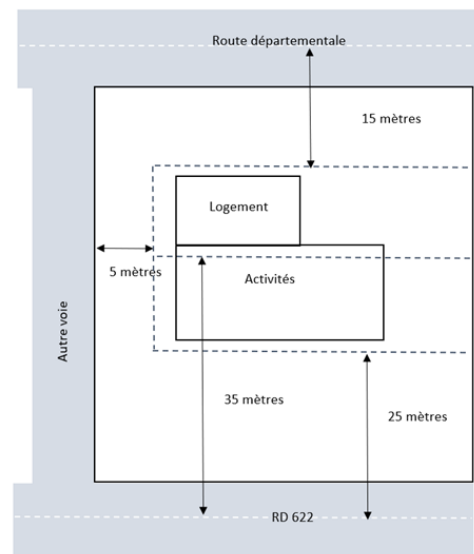 Route départementale
15 mètres
Logement
5 mètres
Activités
Autre voie
35 mètres
25 mètres
RD 622